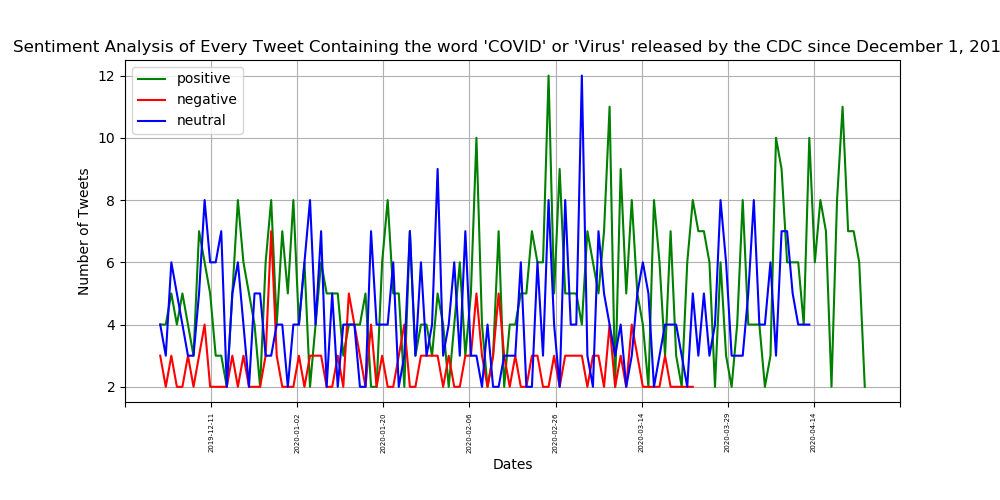 Sentiment Analysis of Every Tweet Containing the word 'COVID' or 'Virus' released by the CDC since December 1, 201
positive
negative
neutral
12
10
8
6
4
2
Number of Tweets
2019-12-11
2020-01-02
2020-01-20
2020-02-06
2020-02-26
2020-03-14
2020-03-29
2020-04-14
Dates